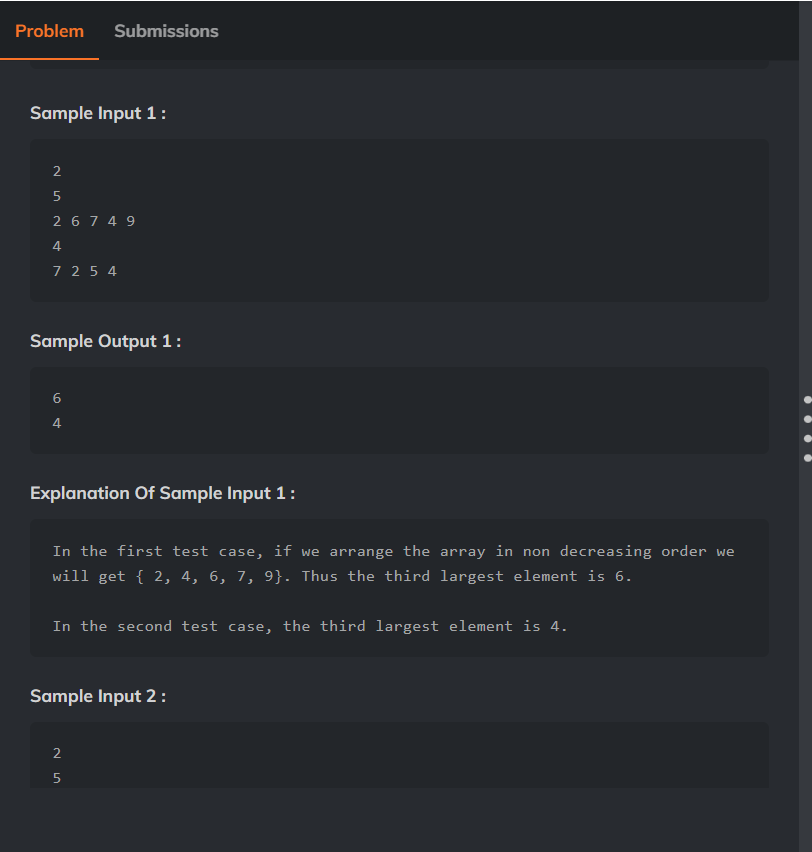 Problem
Submissions
Sample Input 1 :
2
5
2 6 7 4 9
4
7 2 5 4
Sample Output 1 :
6
4
Explanation Of Sample Input 1 :
In the first test case, if we arrange the array in non decreasing order we
will get { 2, 4, 6, 7, 9}. Thus the third largest element is 6.
In the second test case, the third largest element is 4.
Sample Input 2 :
2
5